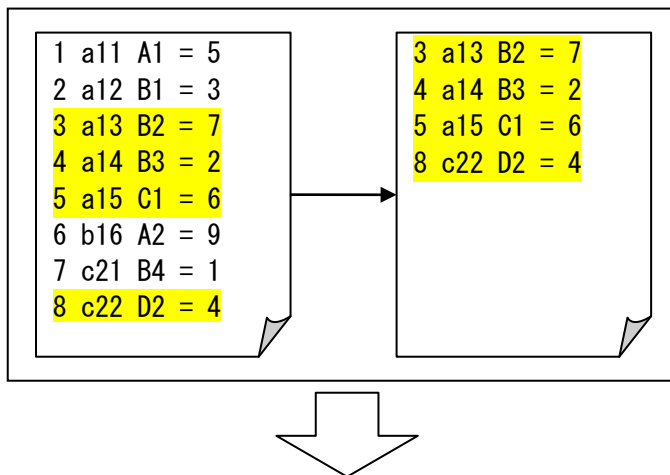 1 a11 A1 = 5
2 a12 B1 = 3
3 a13 B2 = 7
4 a14 B3 = 2
5 a15 C1 = 6
6 b16 A2 = 9
7 c21 B4 = 1
8 c22 D2 = 4
3 a13 B2 = 7
4 a14 B3 = 2
5 a15 C1 = 6
8 c22 D2 = 4